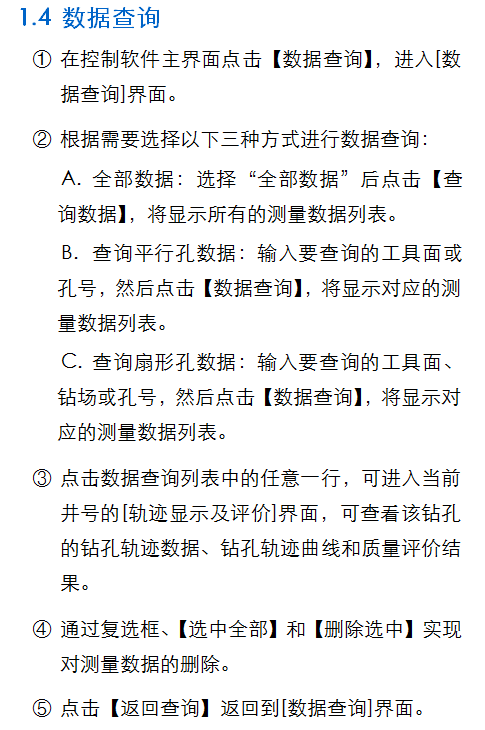 1.4 数据查询
① 在控制软件主界面点击【数据查询】，进入[数
据查询]界面。
② 根据需要选择以下三种方式进行数据查询：
A. 全部数据：选择“全部数据”后点击【查
询数据】，将显示所有的测量数据列表。
B. 查询平行孔数据：输入要查询的工具面或
孔号，然后点击【数据查询】，将显示对应的测
量数据列表。
C. 查询扇形孔数据：输入要查询的工具面、
钻场或孔号，然后点击【数据查询】，将显示对
应的测量数据列表。
③ 点击数据查询列表中的任意一行，可进入当前
井号的[轨迹显示及评价]界面，可查看该钻孔
的钻孔轨迹数据、钻孔轨迹曲线和质量评价结
果。
④ 通过复选框、【选中全部】和【删除选中】实现
对测量数据的删除。
⑤ 点击【返回查询】返回到[数据查询]界面。